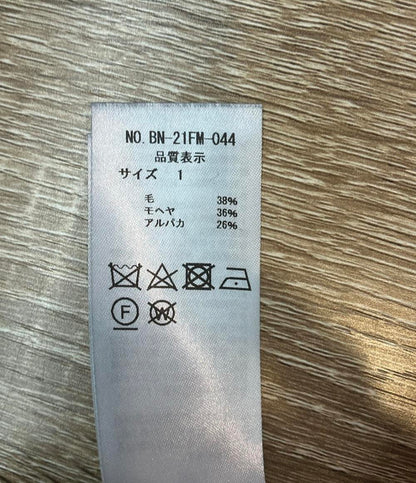 NO. BN-21FM-044
品質表示
サイズ 1
毛 38%
モヘヤ 36%
アルパカ 26%
F W